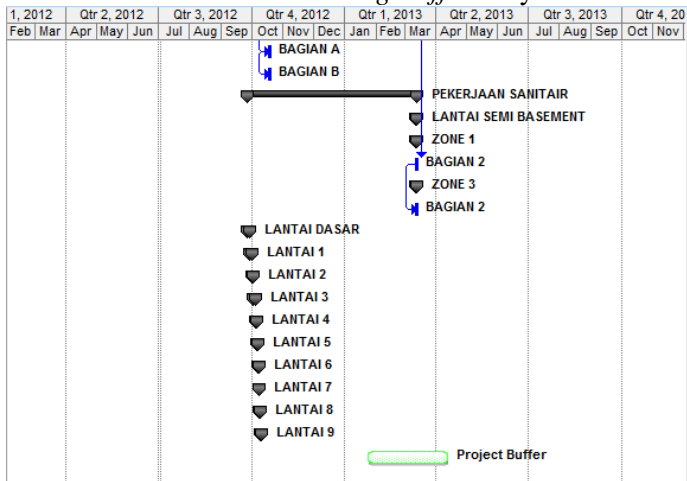 1, 2012 Qtr 2, 2012 Qtr 3, 2012 Qtr 4, 2012 Qtr 1, 2013 Qtr 2, 2013 Qtr 3, 2013 Qtr 4, 20
Feb Mar Apr May Jun Jul Aug Sep Oct Nov Dec Jan Feb Mar Apr May Jun Jul Aug Sep Oct Nov
BAGIAN A
BAGIAN B
PEKERJAAN SANITAIR
LANTAI SEMI BASEMENT
ZONE 1
BAGIAN 2
ZONE 3
BAGIAN 2
LANTAI DASAR
LANTAI 1
LANTAI 2
LANTAI 3
LANTAI 4
LANTAI 5
LANTAI 6
LANTAI 7
LANTAI 8
LANTAI 9
Project Buffer